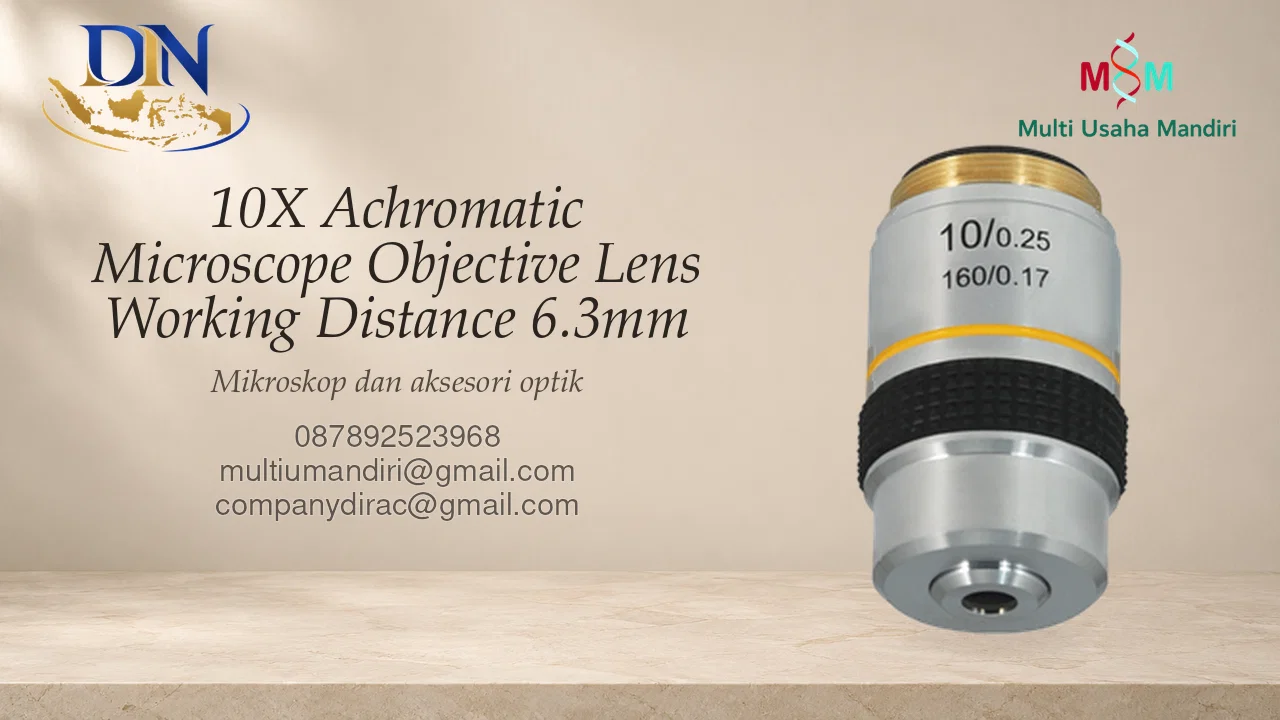 DIN
M M
Multi Usaha Mandiri
10X Achromatic
Microscope Objective Lens
Working Distance 6.3mm
Mikroskop dan aksesori optik
087892523968
multiumandiri@gmail.com
companydirac@gmail.com
10/0.25
160/0.17